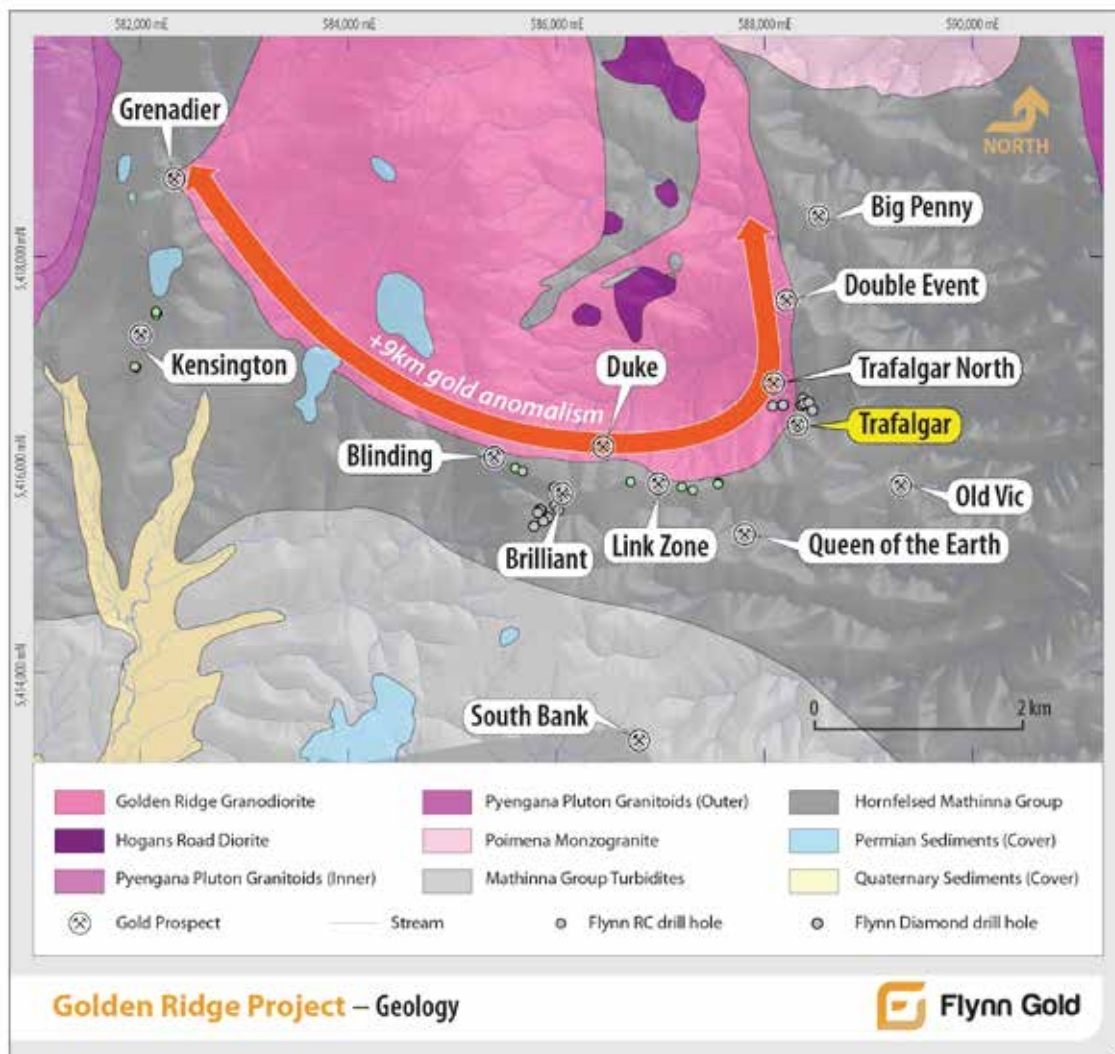 582,000 mE
584,000 mE
586,000 mE
588,000 mE
590,000 mE
Grenadier
NORTH
Big Penny
5,418,000 mN
Double Event
Kensington
+9km gold anomalism
Duke
Trafalgar North
Trafalgar
Blinding
5,416,000 mN
Old Vic
Brilliant
Link Zone
Queen of the Earth
5,414,000 mN
South Bank
0 2 km
Golden Ridge Granodiorite
Pyengana Pluton Granitoids (Outer)
Hornfelsed Mathinna Group
Hogans Road Diorite
Poimena Monzogranite
Permian Sediments (Cover)
Pyengana Pluton Granitoids (Inner)
Mathinna Group Turbidites
Quaternary Sediments (Cover)
Gold Prospect
Stream
Flynn RC drill hole
Flynn Diamond drill hole
Golden Ridge Project – Geology
Flynn Gold